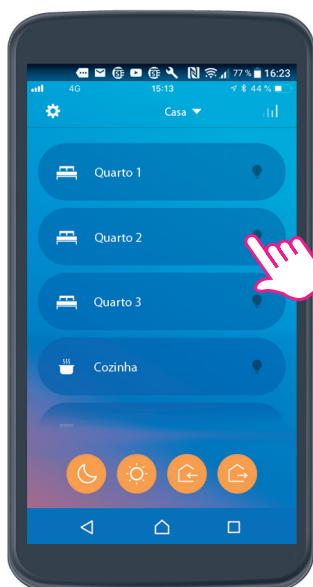 77 % 16:23
4G 15:13 44 %
Casa
Quarto 1
Quarto 2
Quarto 3
Cozinha